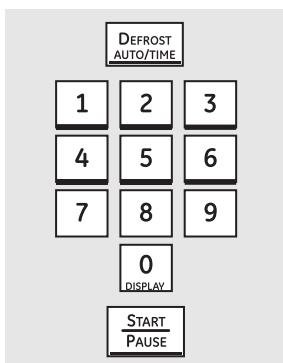 DEFROST
AUTO/TIME
1 2 3
4 5 6
7 8 9
0
DISPLAY
START
PAUSE